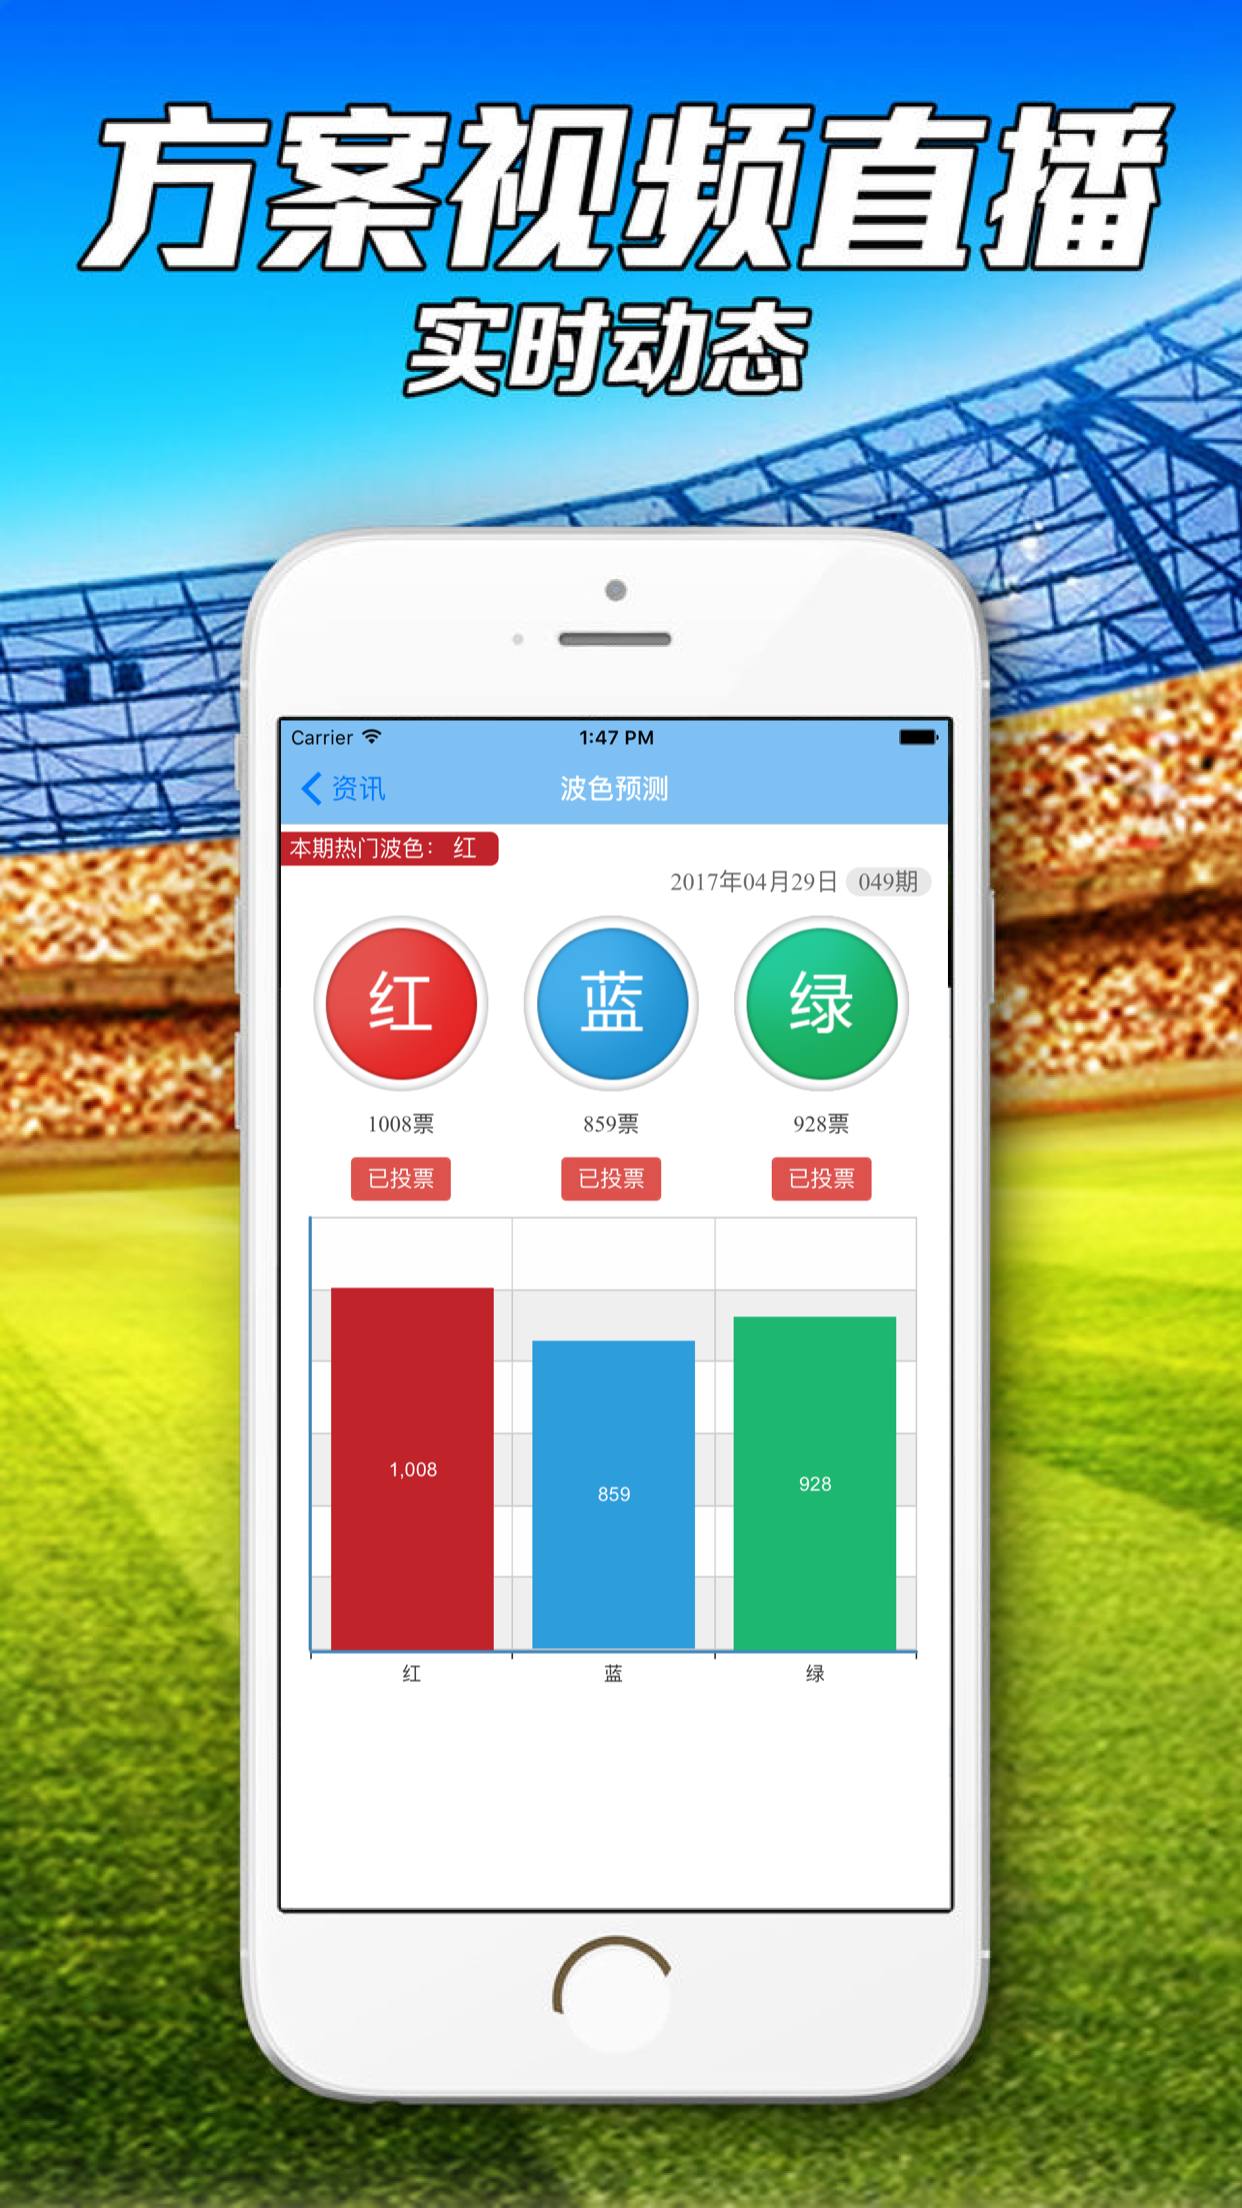 方案视频直播
实时动态
Carrier 1:47 PM
资讯 波色预测
本期热门波色： 红
2017年04月29日 049期
红 蓝 绿
1008票 859票 928票
已投票 已投票 已投票
1,008 859 928
红 蓝 绿